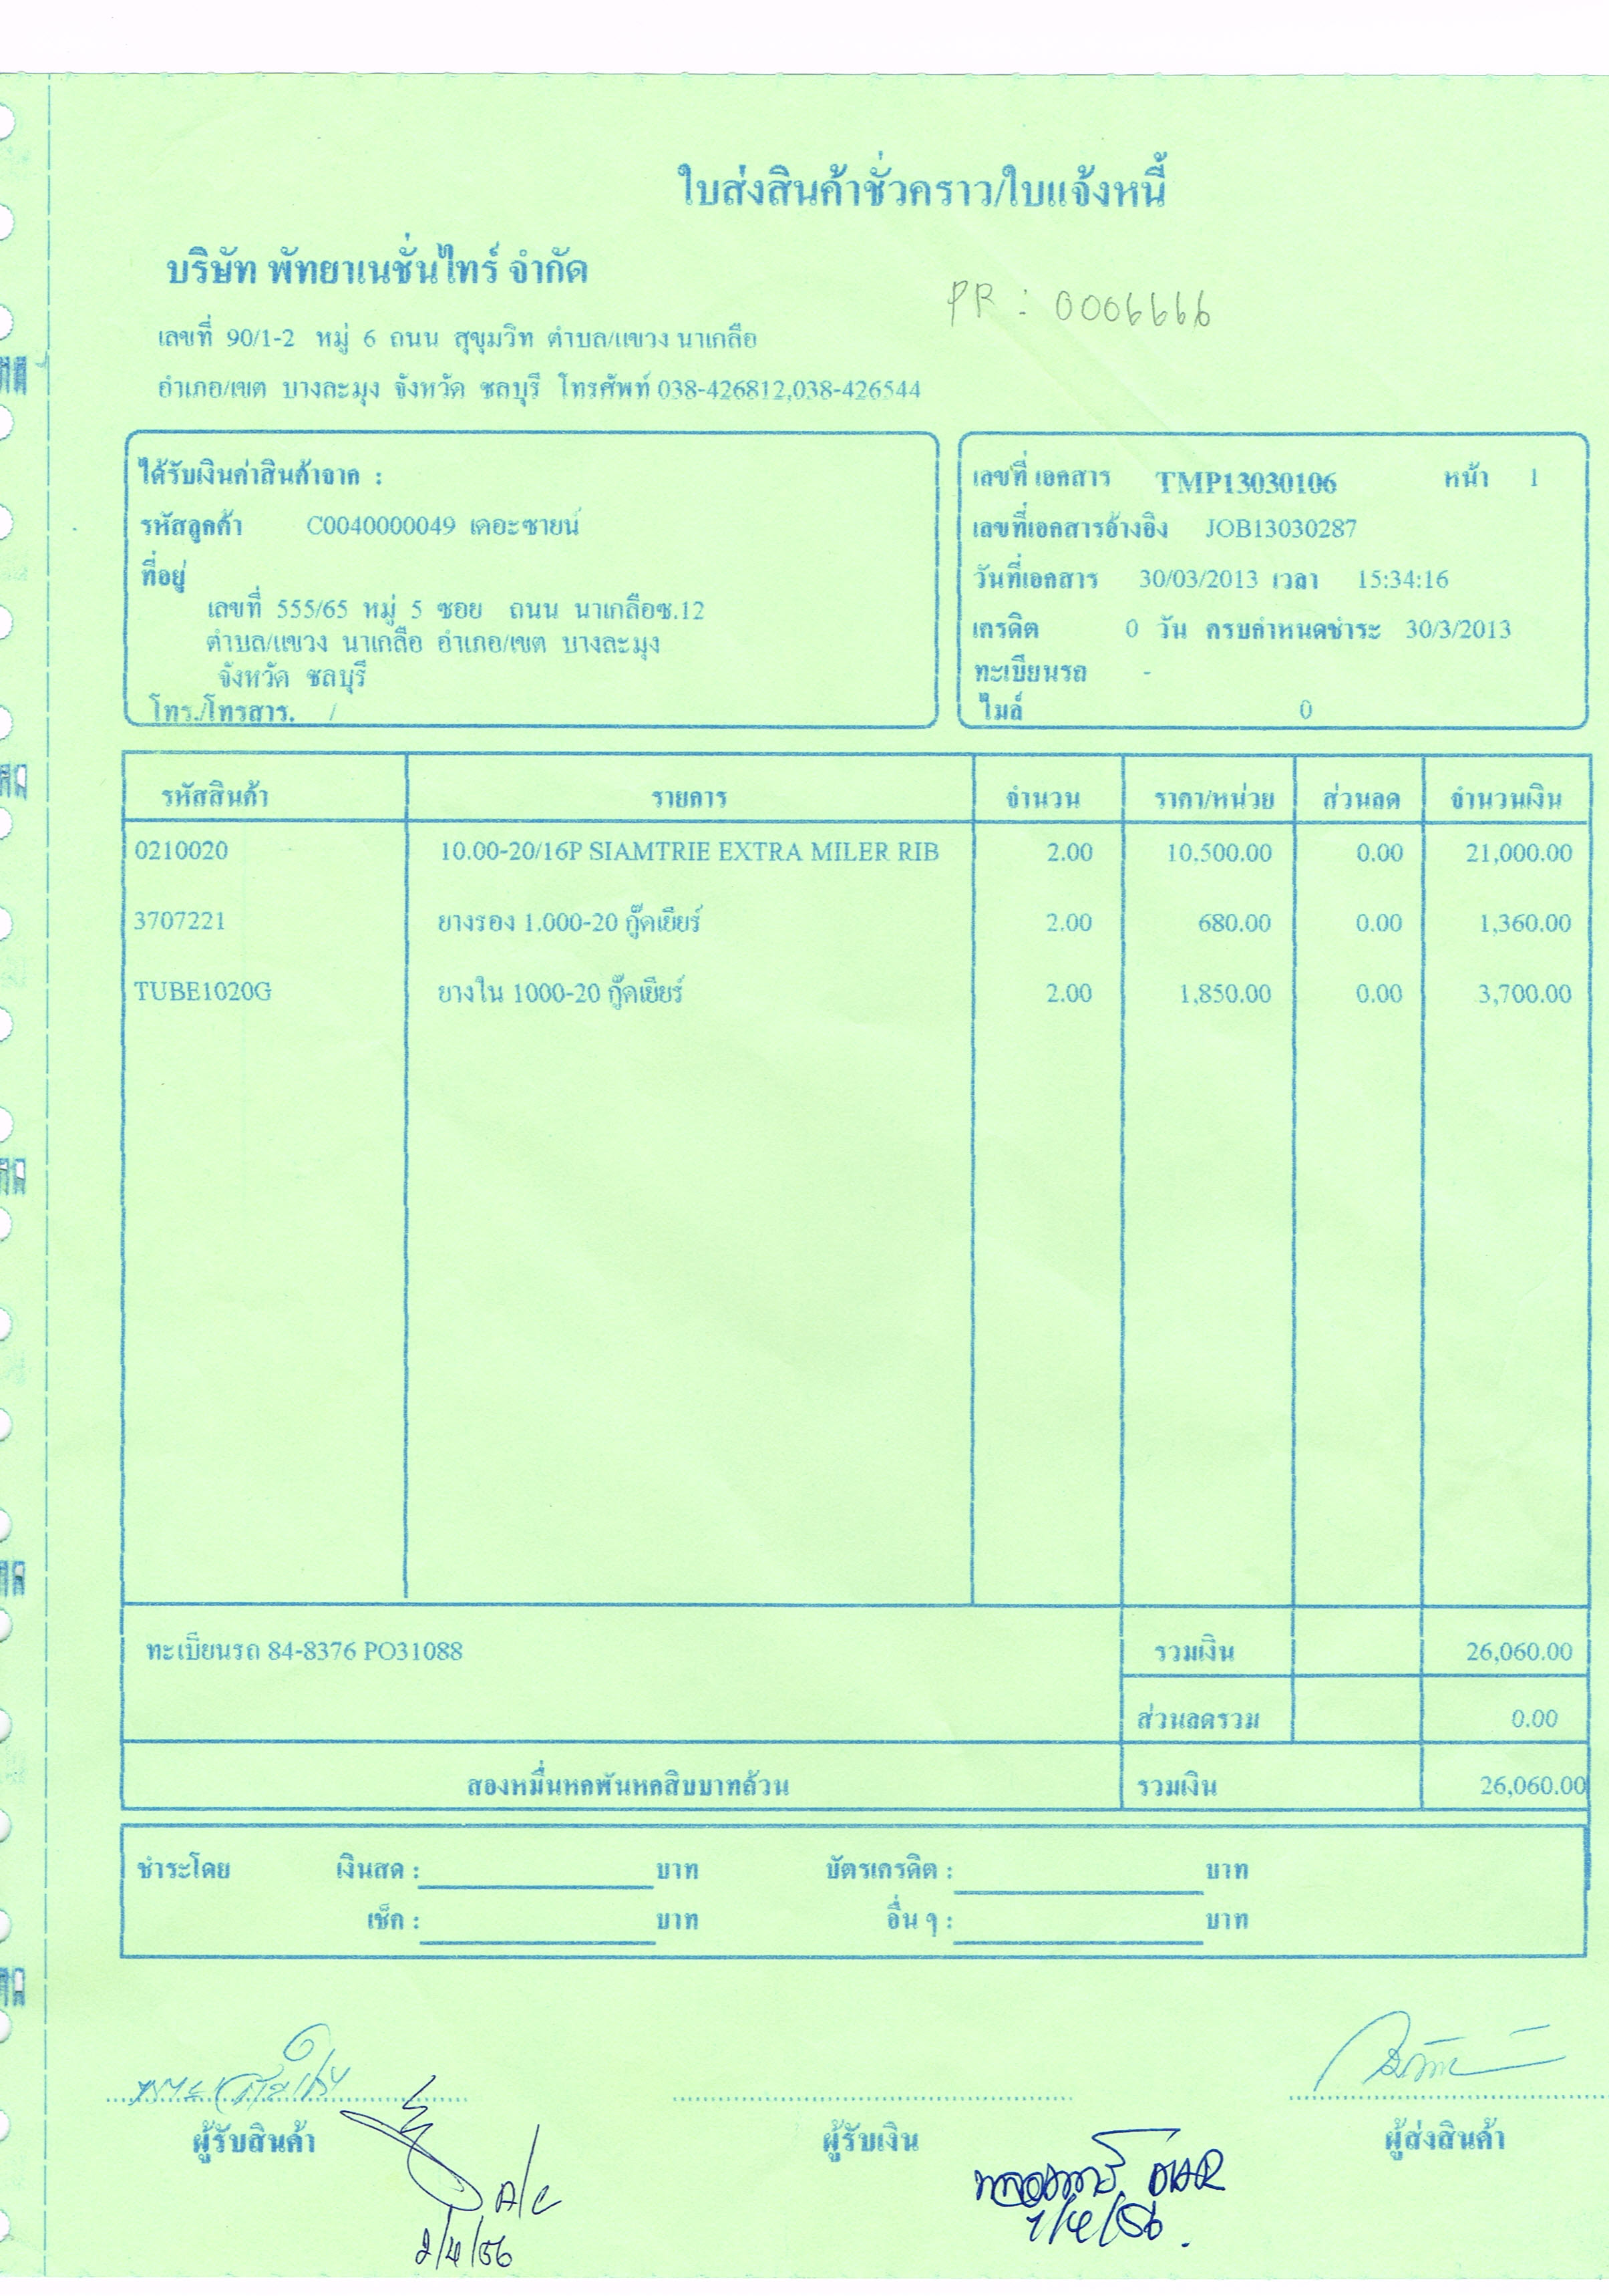 ใบส่งสินค้าชั่วคราว/ใบแจ้งหนี้
บริษัท พัทยาเนชั่นไทร์ จำกัด
PR : 0006666
เลขที่ 90/1-2 หมู่ 6 ถนน สุขุมวิท ตำบล/แขวง นาเกลือ
อำเภอ/เขต บางละมุง จังหวัด ชลบุรี โทรศัพท์ 038-426812,038-426544
ได้รับเงินค่าสินค้าจาก :
รหัสลูกค้า C0040000049 เดอะซายน์
ที่อยู่
เลขที่ 555/65 หมู่ 5 ซอย ถนน นาเกลือซ.12
ตำบล/แขวง นาเกลือ อำเภอ/เขต บางละมุง
จังหวัด ชลบุรี
โทร./โทรสาร. /
เลขที่ เอกสาร TMP13030106 หน้า 1
เลขที่เอกสารอ้างอิง JOB13030287
วันที่เอกสาร 30/03/2013 เวลา 15:34:16
เครดิต 0 วัน ครบกำหนดชำระ 30/3/2013
ทะเบียนรถ -
ไมล์ 0
รหัสสินค้า รายการ จำนวน ราคา/หน่วย ส่วนลด จำนวนเงิน
0210020 10.00-20/16P SIAMTRIE EXTRA MILER RIB 2.00 10,500.00 0.00 21,000.00
3707221 ยางรอง 1.000-20 กู๊ดเยียร์ 2.00 680.00 0.00 1,360.00
TUBE1020G ยางใน 1000-20 กู๊ดเยียร์ 2.00 1,850.00 0.00 3,700.00
ทะเบียนรถ 84-8376 PO31088 รวมเงิน 26,060.00
ส่วนลดรวม 0.00
สองหมื่นหกพันหกสิบบาทถ้วน รวมเงิน 26,060.00
ชำระโดย เงินสด : บาท บัตรเครดิต : บาท
เช็ค : บาท อื่น ๆ : บาท
ผู้รับสินค้า ผู้รับเงิน ผู้ส่งสินค้า
A/C
2/4/56
1/4/56